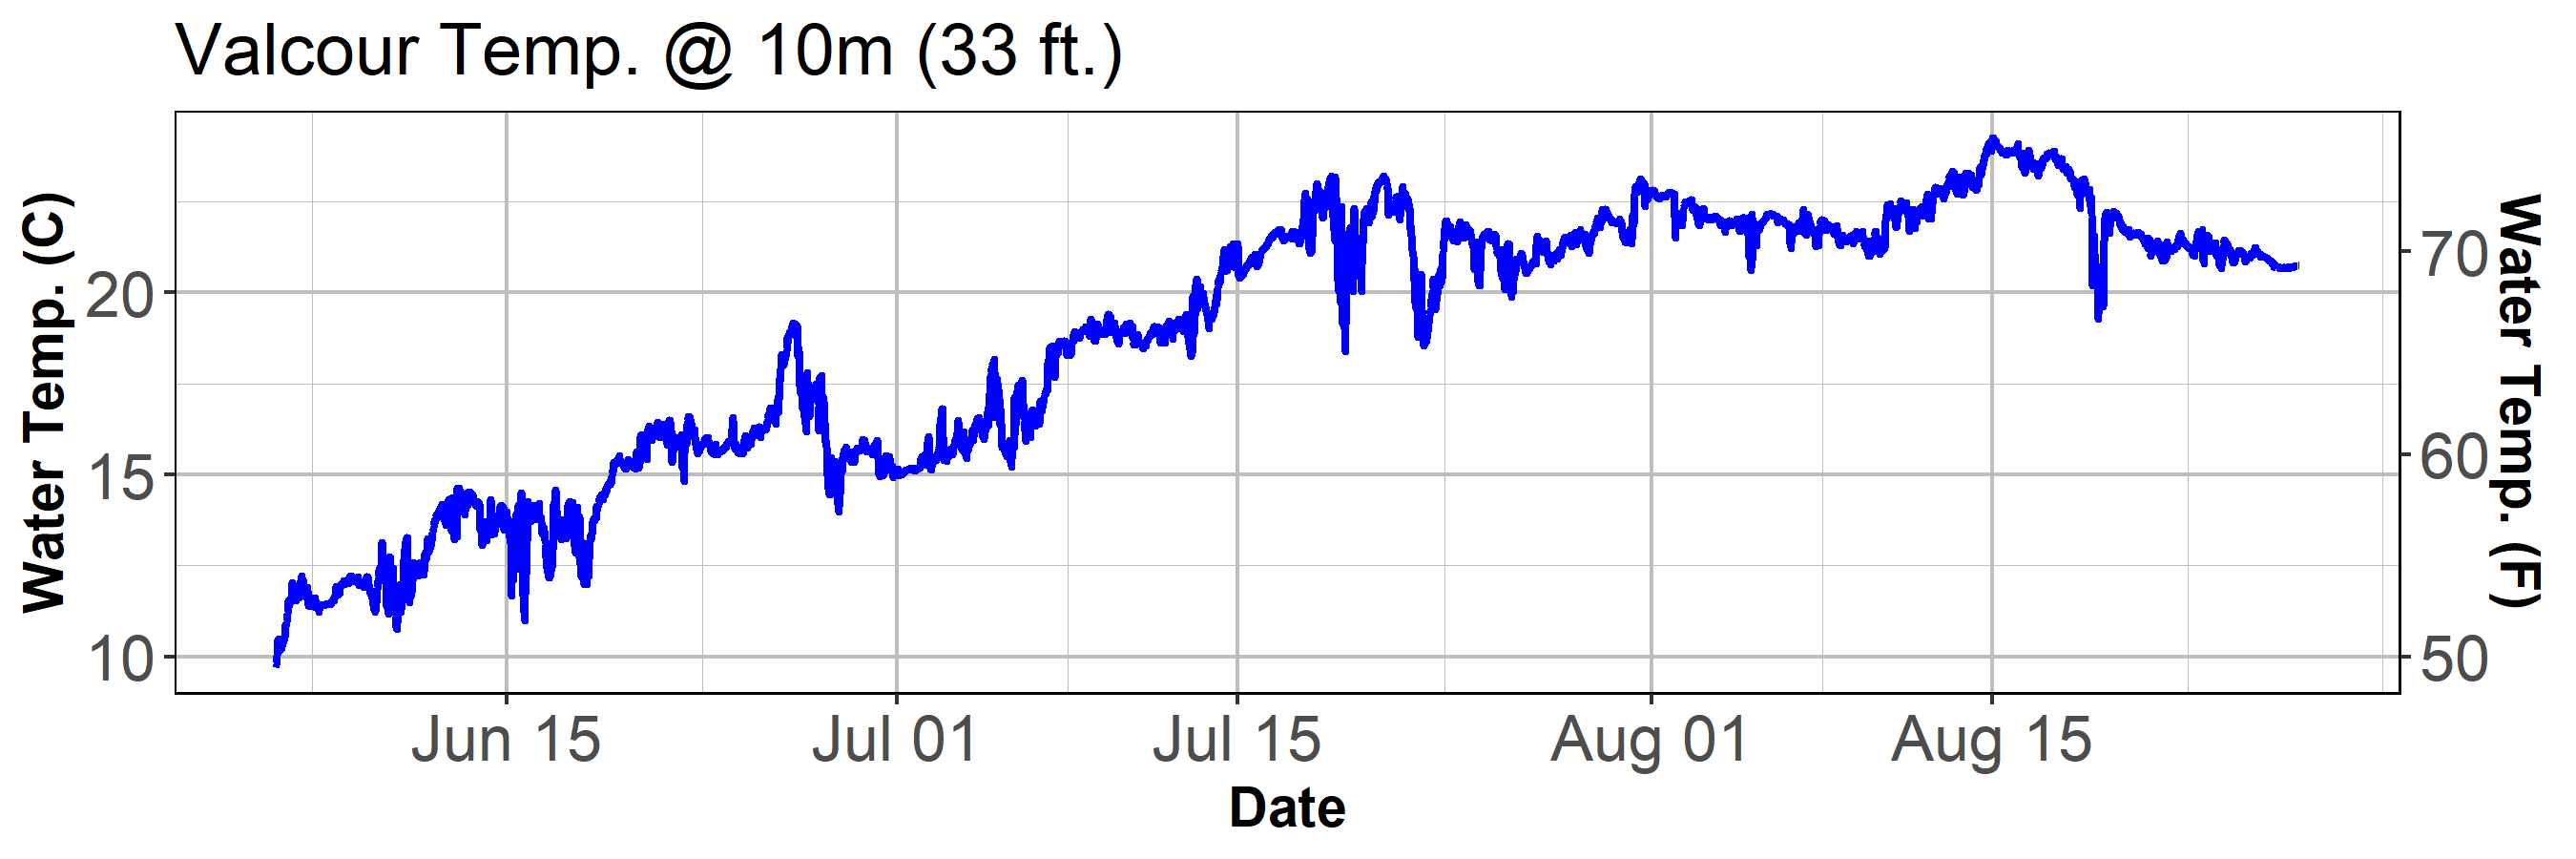 Valcour Temp. @ 10m (33 ft.)
Water Temp. (C)
20
15
10
70
60
50
Water Temp. (F)
Jun 15
Jul 01
Jul 15
Aug 01
Aug 15
Date